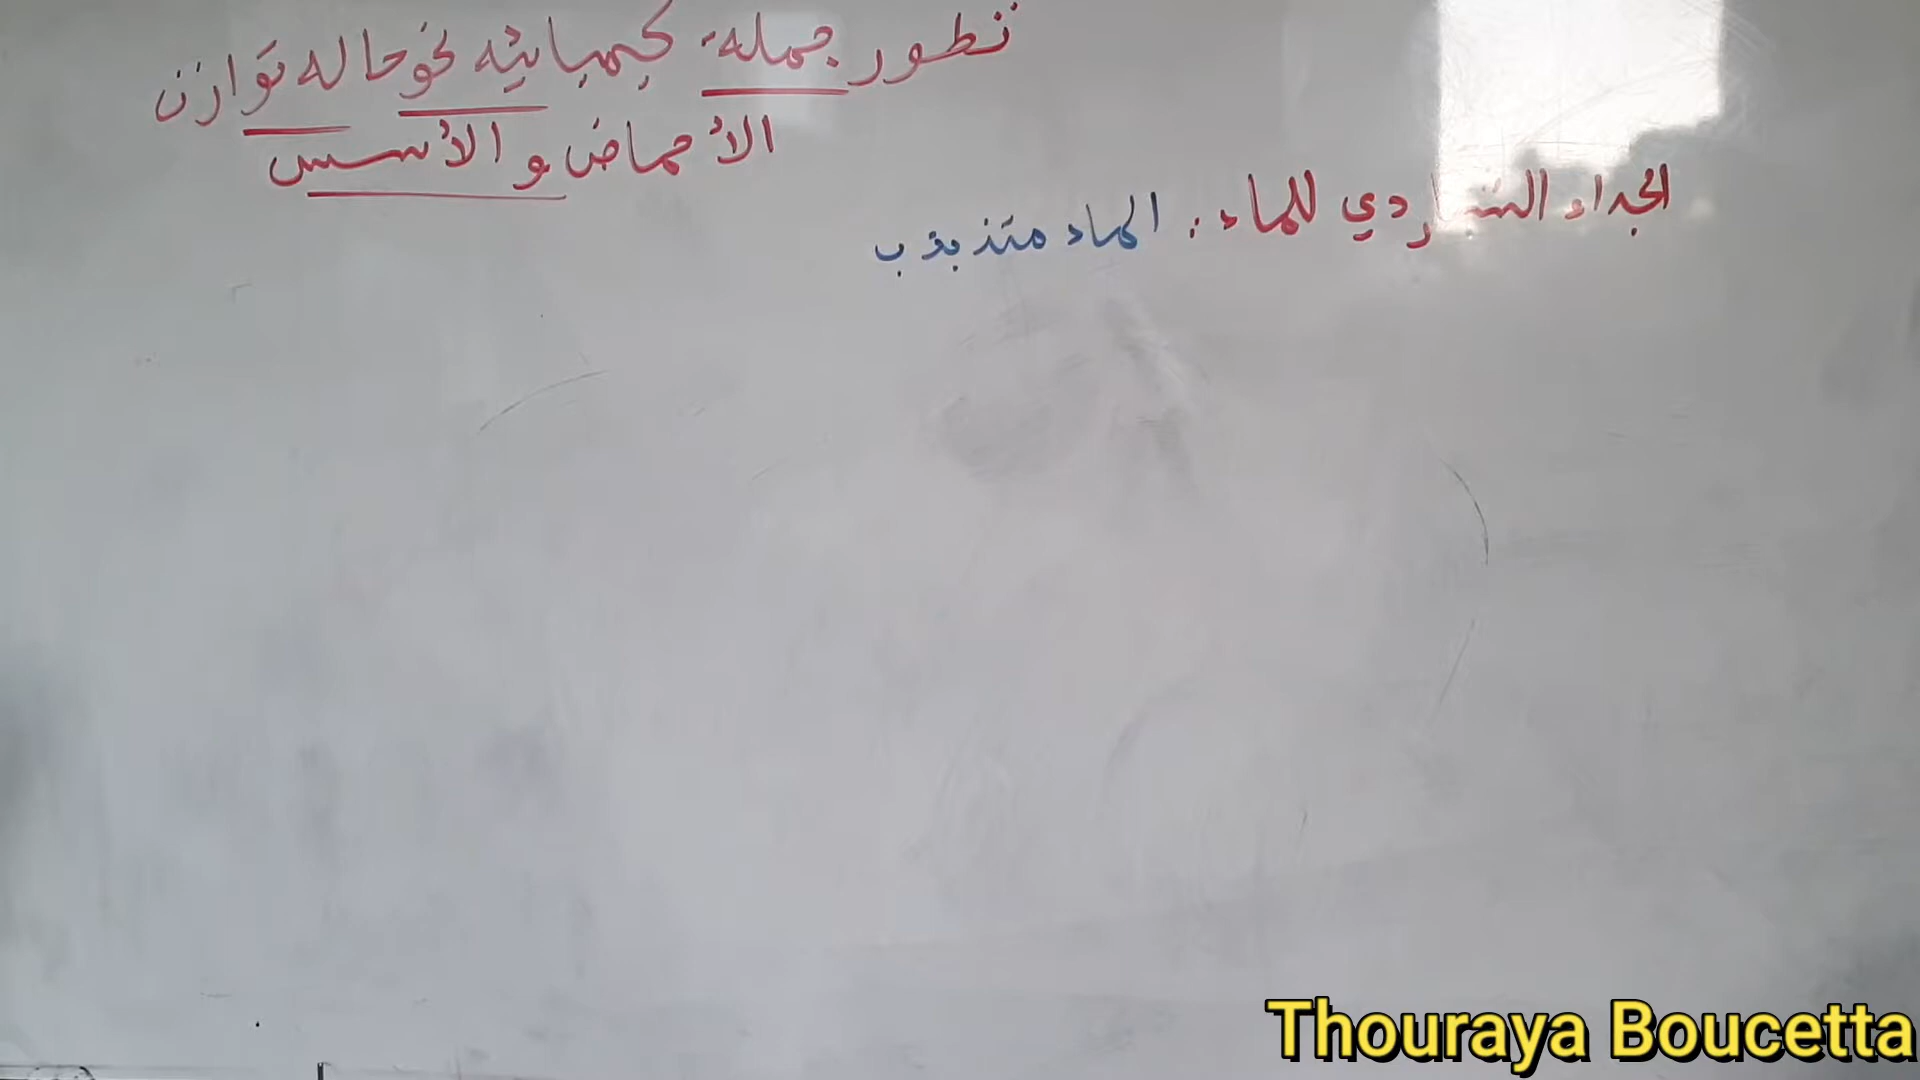 تطور جملة كيميائية نحو حالة توازن
الأحماض و الأسس
الجداء الشاردي للماء : الماء متذبذب
Thouraya Boucetta